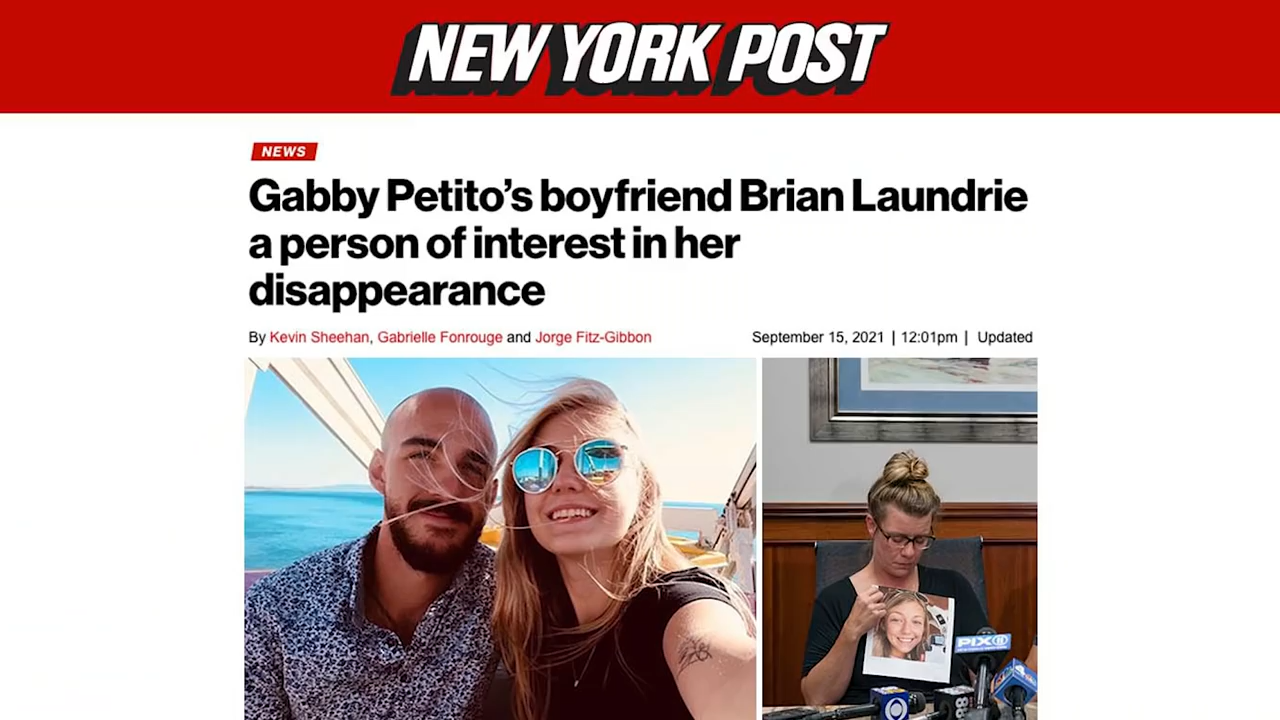 NEW YORK POST
NEWS
Gabby Petito's boyfriend Brian Laundrie
a person of interest in her
disappearance
By Kevin Sheehan, Gabrielle Fonrouge and Jorge Fitz-Gibbon
September 15, 2021 | 12:01pm | Updated
PIX